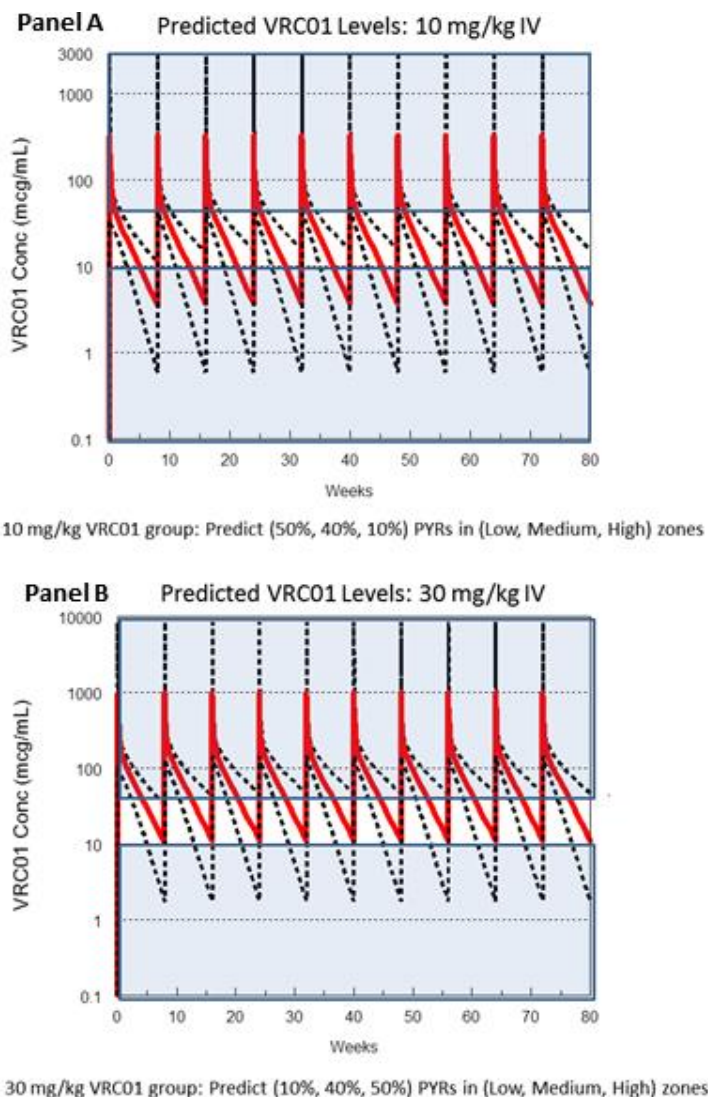 Panel A Predicted VRC01 Levels: 10 mg/kg IV
VRC01 Conc (mcg/mL)
3000
1000
100
10
1
0.1
0 10 20 30 40 50 60 70 80
Weeks
10 mg/kg VRC01 group: Predict (50%, 40%, 10%) PYRs in (Low, Medium, High) zones
Panel B Predicted VRC01 Levels: 30 mg/kg IV
VRC01 Conc (mcg/mL)
10000
1000
100
10
1
0.1
0 10 20 30 40 50 60 70 80
Weeks
30 mg/kg VRC01 group: Predict (10%, 40%, 50%) PYRs in (Low, Medium, High) zones